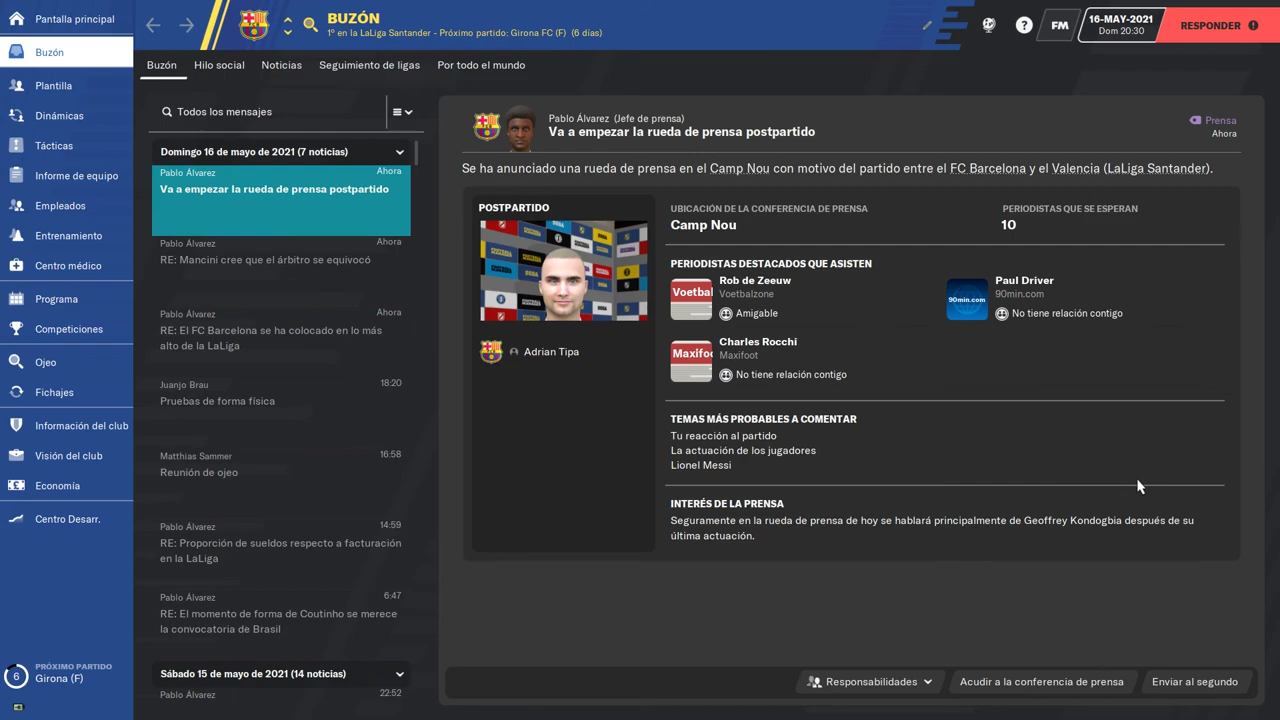 Pantalla principal
Buzón
Plantilla
Dinámicas
Tácticas
Informe de equipo
Empleados
Entrenamiento
Centro médico
Programa
Competiciones
Ojeo
Fichajes
Información del club
Visión del club
Economía
Centro Desarr.
6
PRÓXIMO PARTIDO
Girona (F)
BUZÓN
1º en la LaLiga Santander - Próximo partido: Girona FC (F) (6 días)
FM
16-MAY-2021
Dom 20:30
RESPONDER
Buzón
Hilo social
Noticias
Seguimiento de ligas
Por todo el mundo
Todos los mensajes
Domingo 16 de mayo de 2021 (7 noticias)
Pablo Álvarez
Ahora
Va a empezar la rueda de prensa postpartido
Pablo Álvarez
Ahora
RE: Mancini cree que el árbitro se equivocó
Pablo Álvarez
Ahora
RE: El FC Barcelona se ha colocado en lo más
alto de la LaLiga
Juanjo Brau
18:20
Pruebas de forma física
Matthias Sammer
16:58
Reunión de ojeo
Pablo Álvarez
14:59
RE: Proporción de sueldos respecto a facturación
en la LaLiga
Pablo Álvarez
6:47
RE: El momento de forma de Coutinho se merece
la convocatoria de Brasil
Sábado 15 de mayo de 2021 (14 noticias)
Pablo Álvarez
22:52
Pablo Álvarez (Jefe de prensa)
Va a empezar la rueda de prensa postpartido
Prensa
Ahora
Se ha anunciado una rueda de prensa en el Camp Nou con motivo del partido entre el FC Barcelona y el Valencia (LaLiga Santander).
POSTPARTIDO
Adrian Tipa
UBICACIÓN DE LA CONFERENCIA DE PRENSA
Camp Nou
PERIODISTAS QUE SE ESPERAN
10
PERIODISTAS DESTACADOS QUE ASISTEN
Voetbal
Rob de Zeeuw
Voetbalzone
Amigable
90min.com
Paul Driver
90min.com
No tiene relación contigo
Maxifoo
Charles Rocchi
Maxifoot
No tiene relación contigo
TEMAS MÁS PROBABLES A COMENTAR
Tu reacción al partido
La actuación de los jugadores
Lionel Messi
INTERÉS DE LA PRENSA
Seguramente en la rueda de prensa de hoy se hablará principalmente de Geoffrey Kondogbia después de su
última actuación.
Responsabilidades
Acudir a la conferencia de prensa
Enviar al segundo